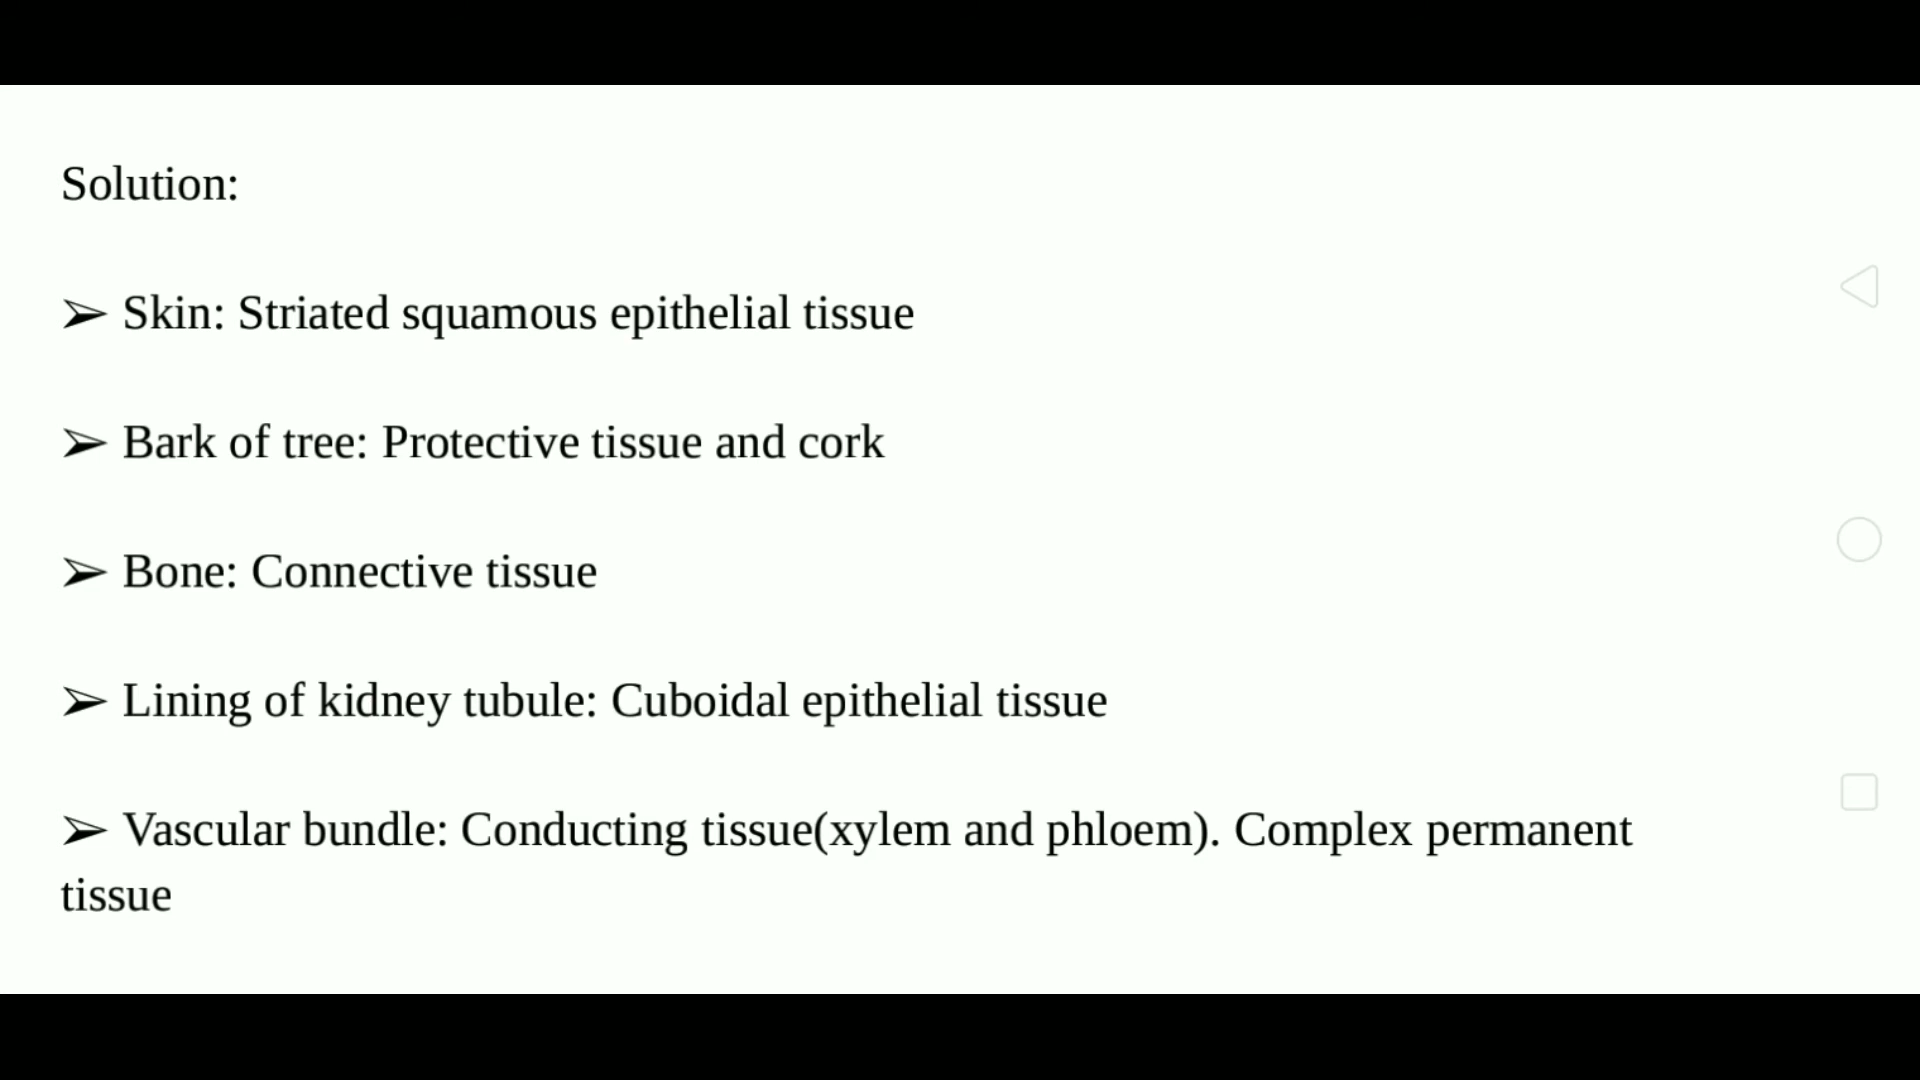 Solution:
➢ Skin: Striated squamous epithelial tissue
➢ Bark of tree: Protective tissue and cork
➢ Bone: Connective tissue
➢ Lining of kidney tubule: Cuboidal epithelial tissue
➢ Vascular bundle: Conducting tissue(xylem and phloem). Complex permanent
tissue